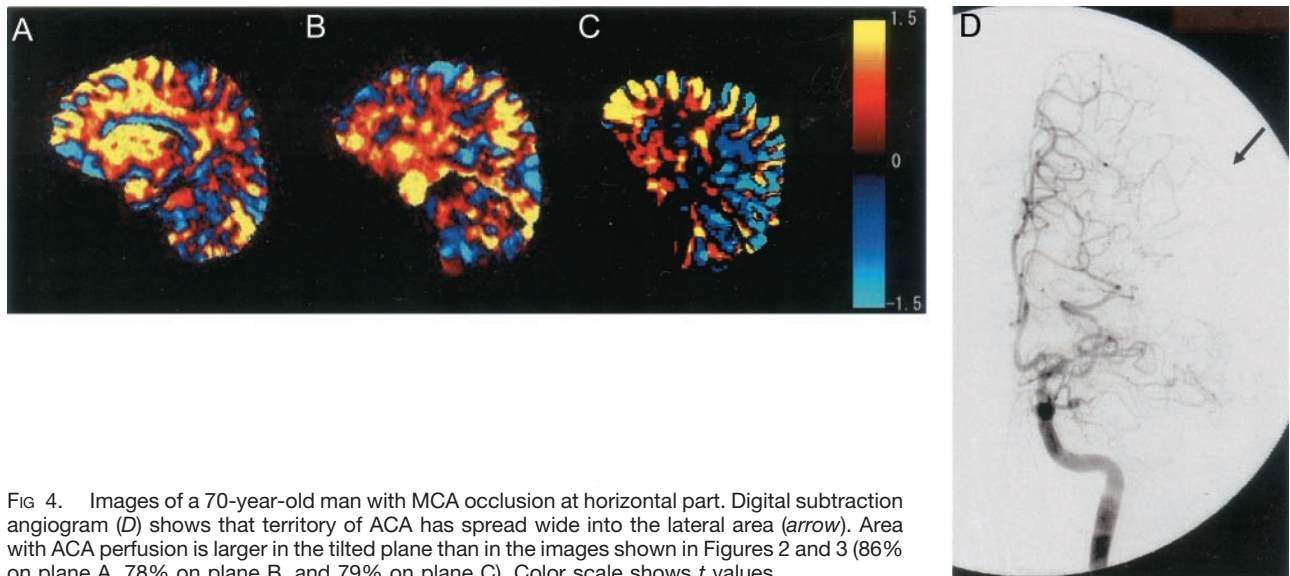 A
B
C
1.5
0
-1.5
D
FIG 4. Images of a 70-year-old man with MCA occlusion at horizontal part. Digital subtraction
angiogram (D) shows that territory of ACA has spread wide into the lateral area (arrow). Area
with ACA perfusion is larger in the tilted plane than in the images shown in Figures 2 and 3 (86%
on plane A, 78% on plane B, and 79% on plane C). Color scale shows t values.